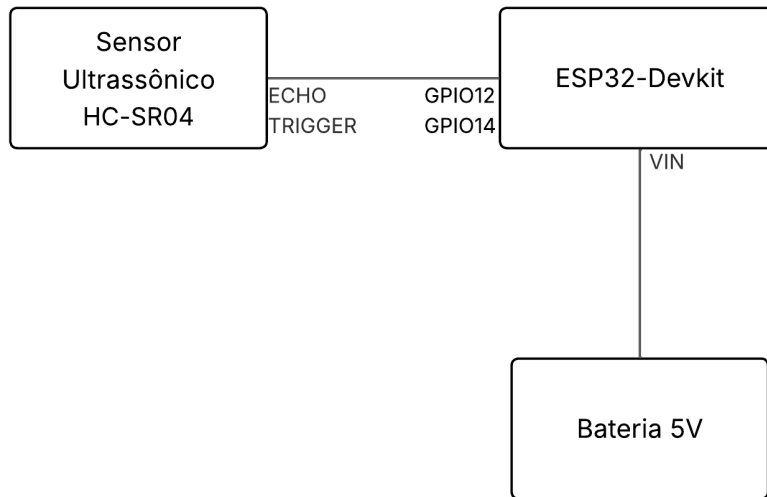 Sensor
Ultrassônico
HC-SR04
ESP32-Devkit
ECHO GPIO12
TRIGGER GPIO14
VIN
Bateria 5V